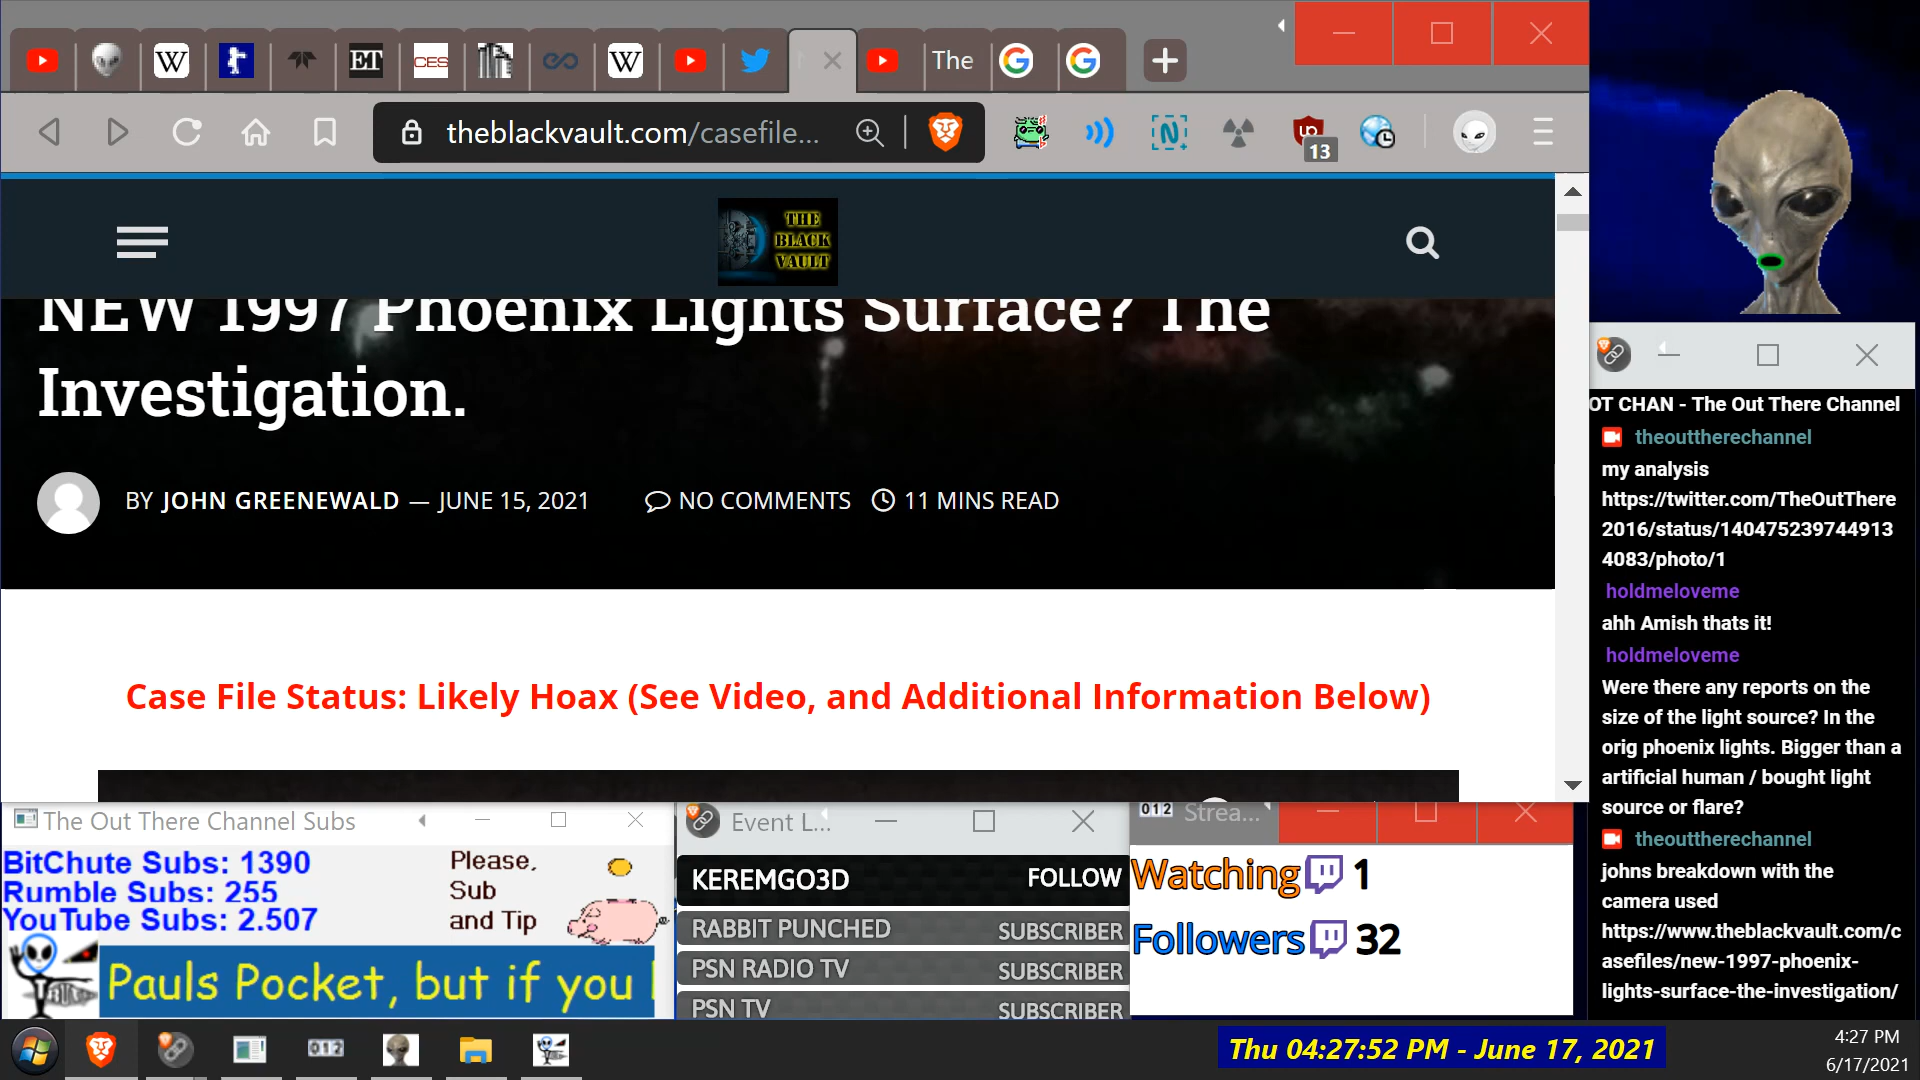 W
ET
CES
W
The
theblackvault.com/casefile...
13
THE
BLACK
VAULT
NEW 1997 Phoenix Lights Surface? The
Investigation.
BY JOHN GREENEWALD — JUNE 15, 2021
NO COMMENTS
11 MINS READ
Case File Status: Likely Hoax (See Video, and Additional Information Below)
OT CHAN - The Out There Channel
theouttherechannel
my analysis
https://twitter.com/TheOutThere
2016/status/140475239744913
4083/photo/1
holdmeloveme
ahh Amish thats it!
holdmeloveme
Were there any reports on the
size of the light source? In the
orig phoenix lights. Bigger than a
artificial human / bought light
source or flare?
theouttherechannel
johns breakdown with the
camera used
https://www.theblackvault.com/c
asefiles/new-1997-phoenix-
lights-surface-the-investigation/
The Out There Channel Subs
BitChute Subs: 1390
Rumble Subs: 255
YouTube Subs: 2.507
Please,
Sub
and Tip
Pauls Pocket, but if you
Event L...
KEREMGO3D FOLLOW
RABBIT PUNCHED SUBSCRIBER
PSN RADIO TV SUBSCRIBER
PSN TV SUBSCRIBER
012 Strea...
Watching 1
Followers 32
012
Thu 04:27:52 PM - June 17, 2021
4:27 PM
6/17/2021